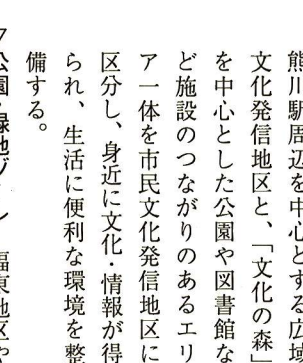 熊川駅周辺を中心とする広域
文化発信地区と、「文化の森」
を中心とした公園や図書館な
ど施設のつながりのあるエリ
ア一体を市民文化発信地区に
区分し、身近に文化・情報が得
られ、生活に便利な環境を整
備する。
公園・緑地ゾーン 福東地区や